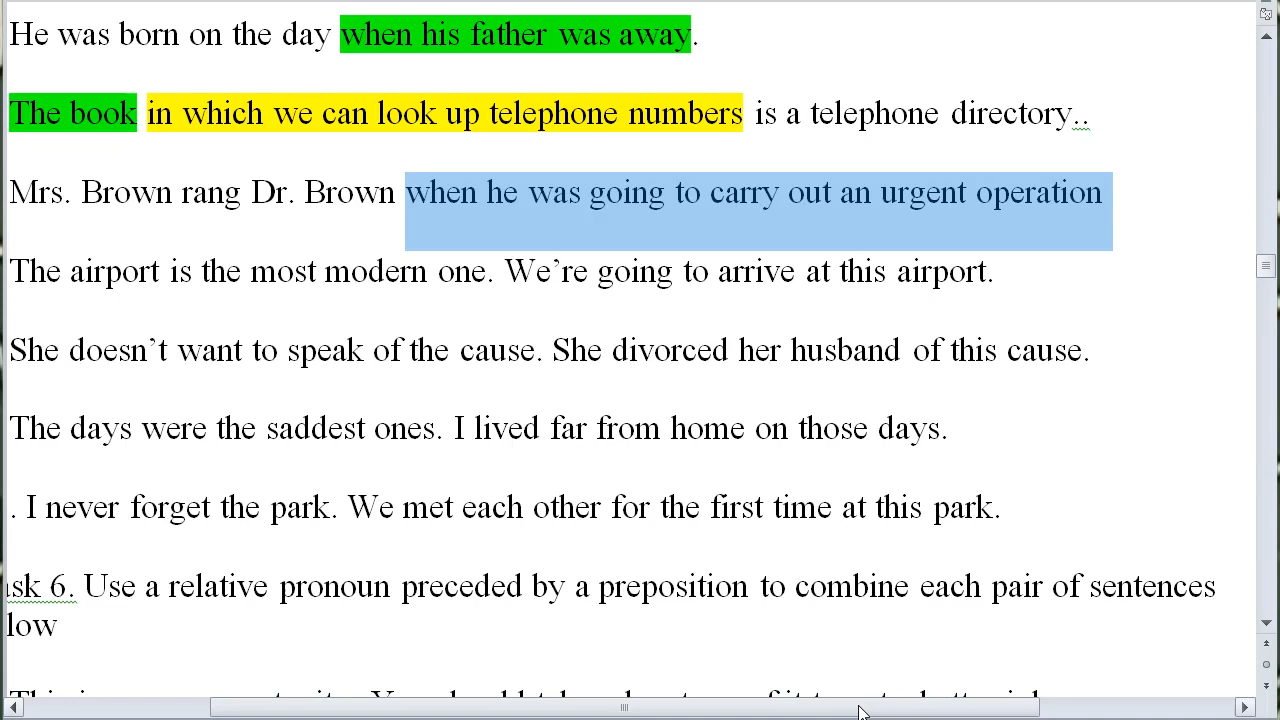 He was born on the day when his father was away.
The book in which we can look up telephone numbers is a telephone directory..
Mrs. Brown rang Dr. Brown when he was going to carry out an urgent operation
The airport is the most modern one. We’re going to arrive at this airport.
She doesn’t want to speak of the cause. She divorced her husband of this cause.
The days were the saddest ones. I lived far from home on those days.
. I never forget the park. We met each other for the first time at this park.
sk 6. Use a relative pronoun preceded by a preposition to combine each pair of sentences
low